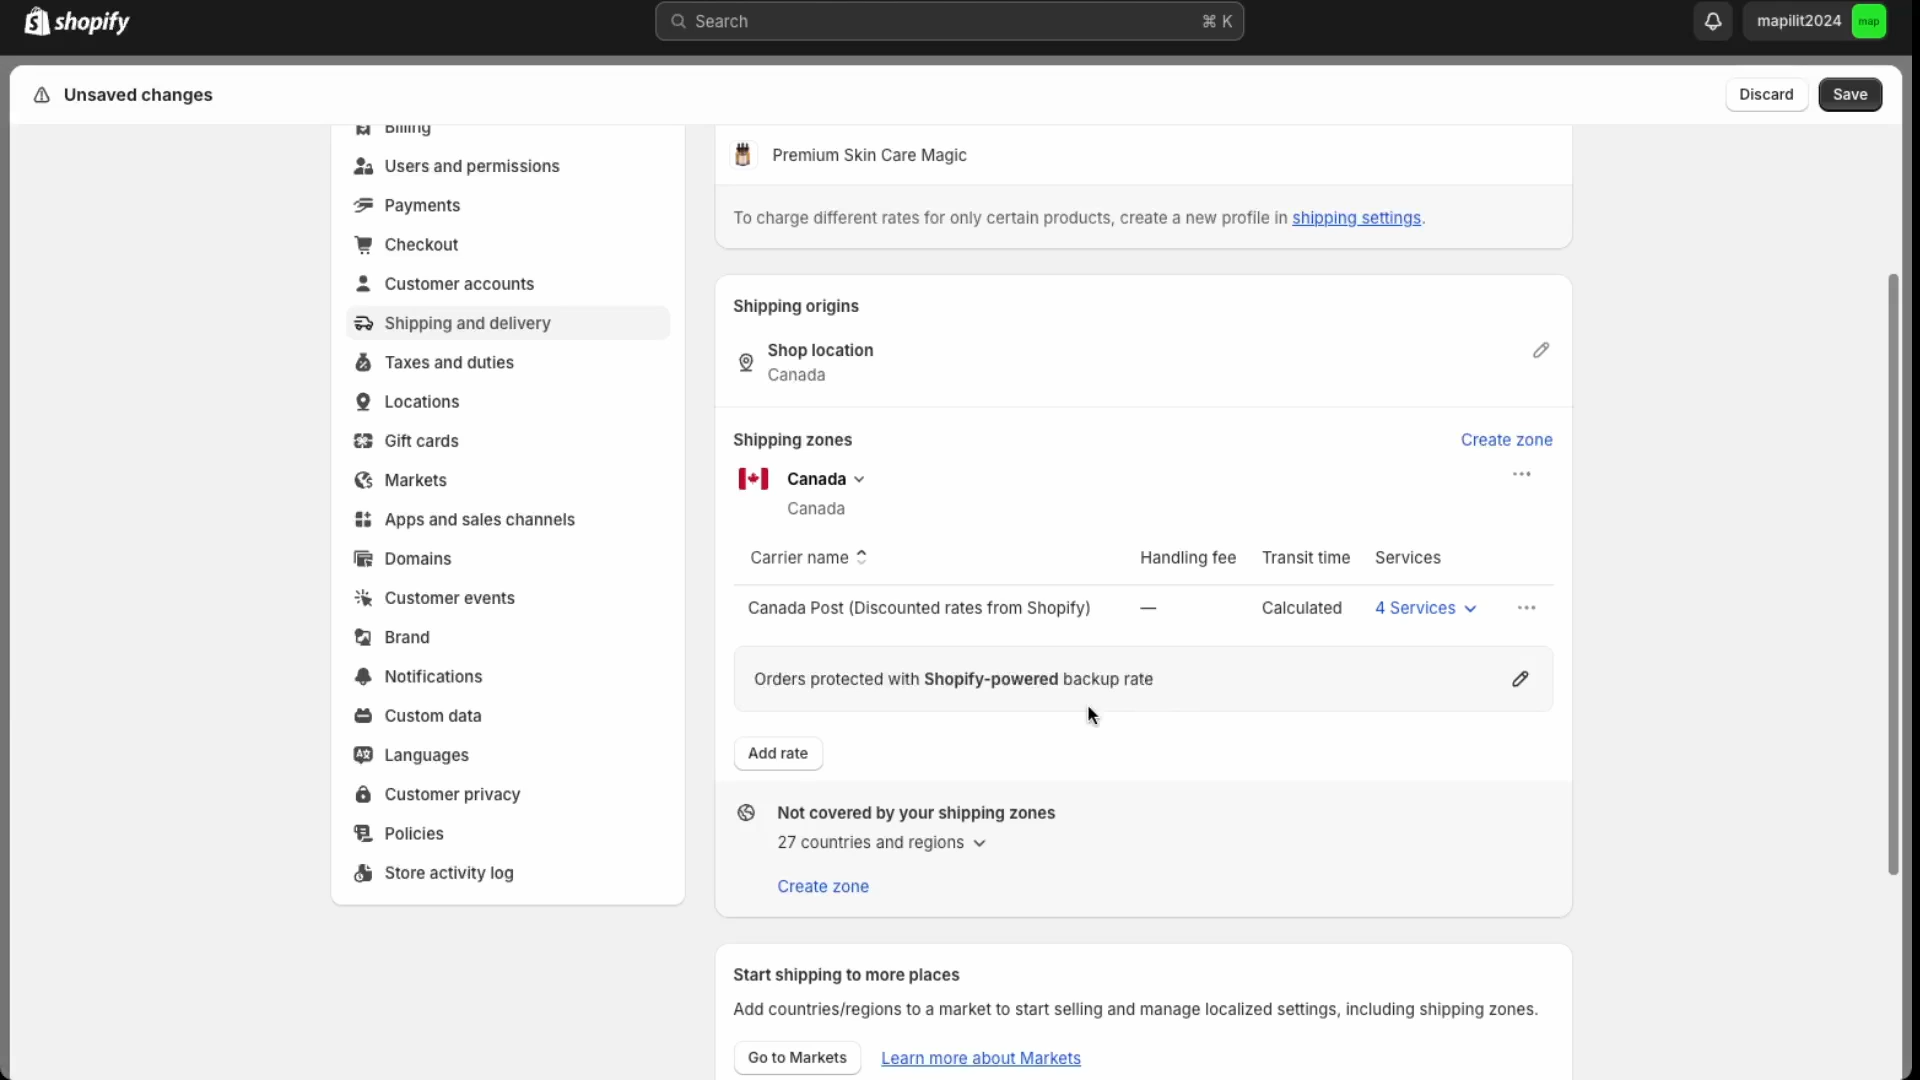 shopify
Search
⌘ K
mapilit2024
map
Unsaved changes
Discard
Save
Billing
Users and permissions
Payments
Checkout
Customer accounts
Shipping and delivery
Taxes and duties
Locations
Gift cards
Markets
Apps and sales channels
Domains
Customer events
Brand
Notifications
Custom data
Languages
Customer privacy
Policies
Store activity log
Premium Skin Care Magic
To charge different rates for only certain products, create a new profile in shipping settings.
Shipping origins
Shop location
Canada
Shipping zones
Create zone
Canada
Canada
Carrier name
Handling fee
Transit time
Services
Canada Post (Discounted rates from Shopify)
—
Calculated
4 Services
Orders protected with Shopify-powered backup rate
Add rate
Not covered by your shipping zones
27 countries and regions
Create zone
Start shipping to more places
Add countries/regions to a market to start selling and manage localized settings, including shipping zones.
Go to Markets
Learn more about Markets